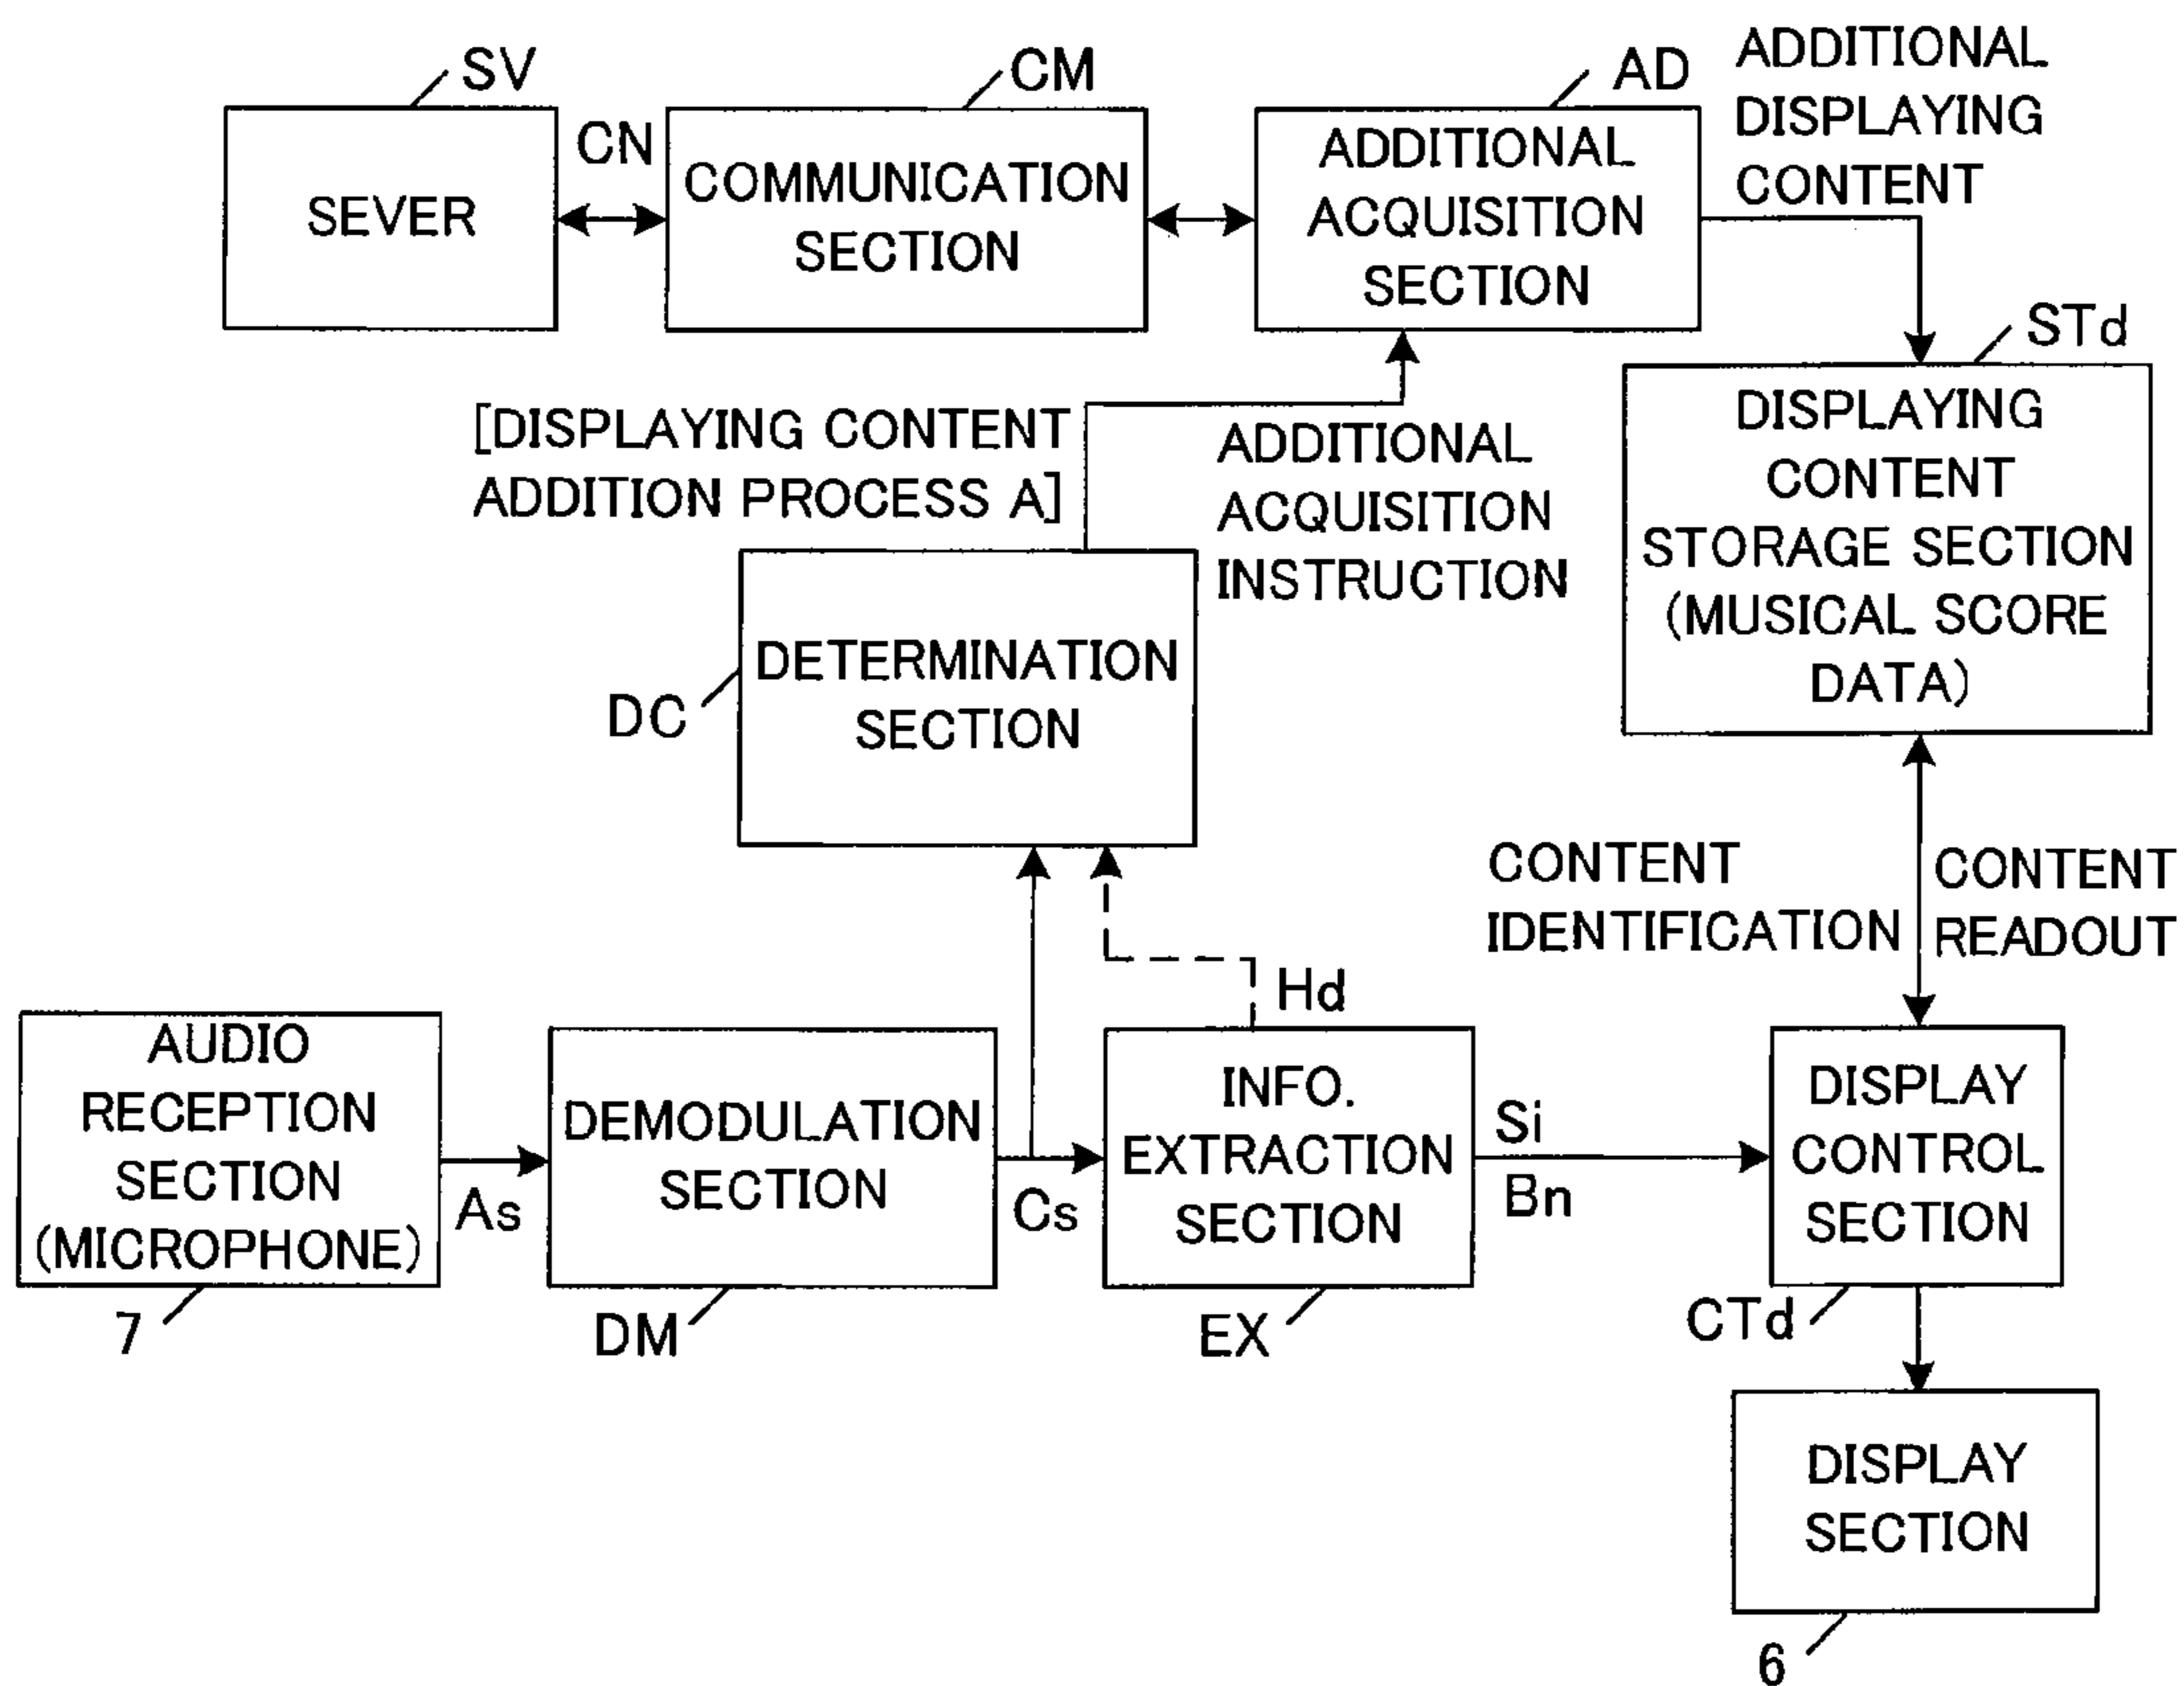 SV
CM
AD
ADDITIONAL
DISPLAYING
CONTENT
SEVER
CN
COMMUNICATION
SECTION
ADDITIONAL
ACQUISITION
SECTION
STd
[DISPLAYING CONTENT
ADDITION PROCESS A]
ADDITIONAL
ACQUISITION
INSTRUCTION
DISPLAYING
CONTENT
STORAGE SECTION
(MUSICAL SCORE
DATA)
DC
DETERMINATION
SECTION
CONTENT
IDENTIFICATION
CONTENT
READOUT
Hd
AUDIO
RECEPTION
SECTION
(MICROPHONE)
7
As
DEMODULATION
SECTION
DM
Cs
INFO.
EXTRACTION
SECTION
EX
Si
Bn
DISPLAY
CONTROL
SECTION
CTd
DISPLAY
SECTION
6